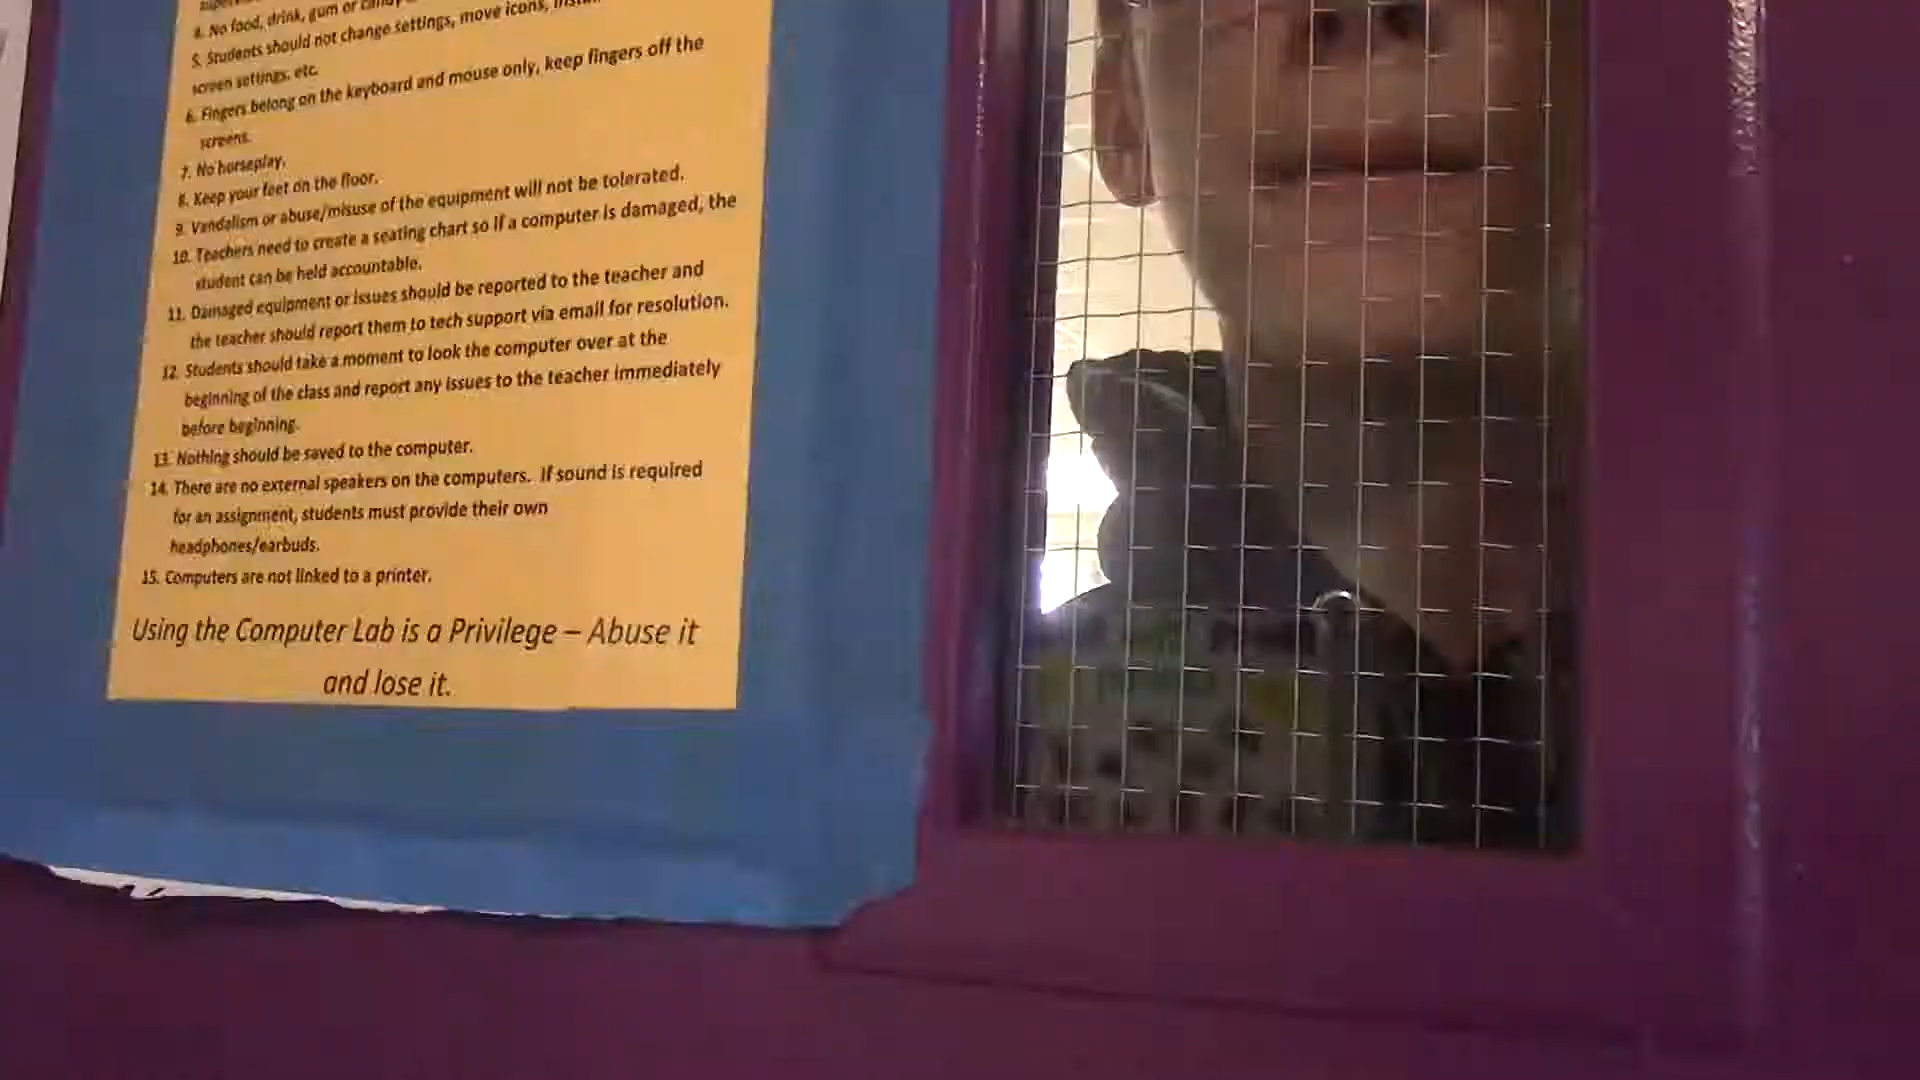 4. No food, drink, gum or candy
5. Students should not change settings, move icons,
screen settings, etc.
6. Fingers belong on the keyboard and mouse only, keep fingers off the
screens.
7. No horseplay.
8. Keep your feet on the floor.
9. Vandalism or abuse/misuse of the equipment will not be tolerated.
10. Teachers need to create a seating chart so if a computer is damaged, the
student can be held accountable.
11. Damaged equipment or issues should be reported to the teacher and
the teacher should report them to tech support via email for resolution.
12. Students should take a moment to look the computer over at the
beginning of the class and report any issues to the teacher immediately
before beginning.
13. Nothing should be saved to the computer.
14. There are no external speakers on the computers. If sound is required
for an assignment, students must provide their own
headphones/earbuds.
15. Computers are not linked to a printer.
Using the Computer Lab is a Privilege – Abuse it
and lose it.